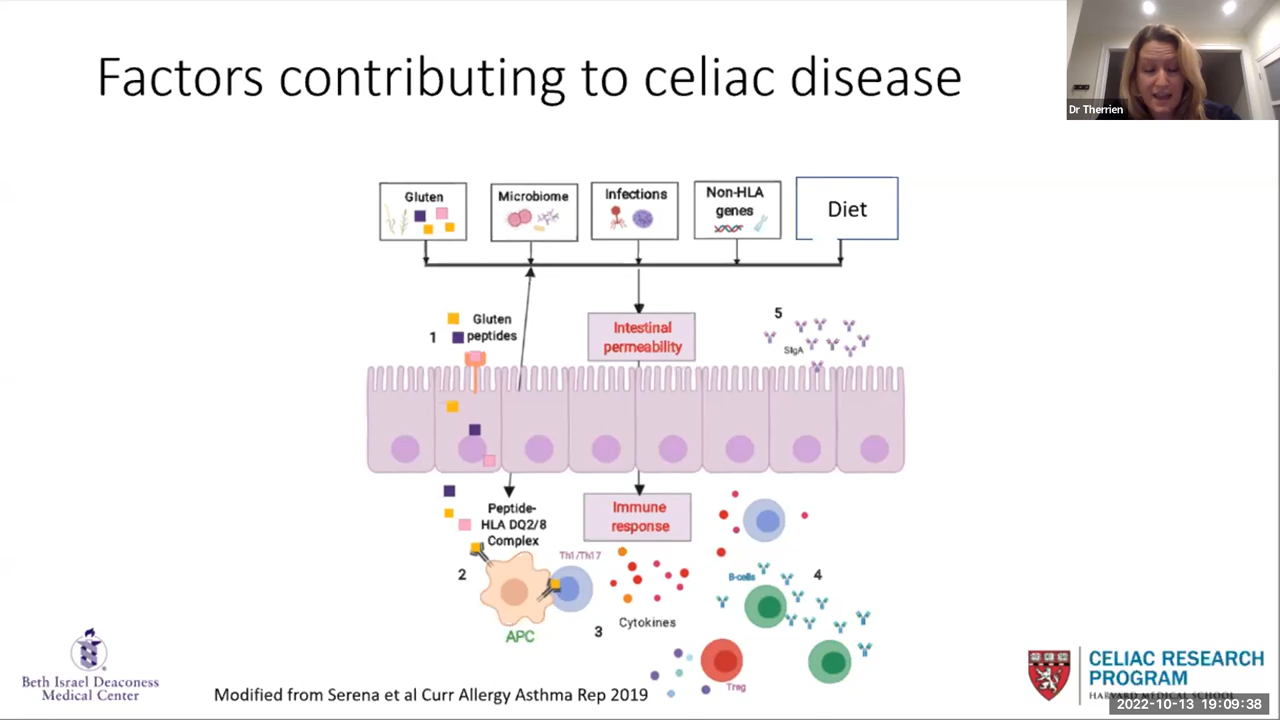 Factors contributing to celiac disease
Dr Therrien
Gluten
Microbiome
Infections
Non-HLA
genes
Diet
1
Gluten
peptides
Intestinal
permeability
5
SIgA
Peptide-
HLA DQ2/8
Complex
Immune
response
2
Th1/Th17
APC
3
Cytokines
B-cells
4
Treg
Beth Israel Deaconess
Medical Center
Modified from Serena et al Curr Allergy Asthma Rep 2019
CELIAC RESEARCH
PROGRAM
HARVARD MEDICAL SCHOOL
2022-10-13 19:09:38